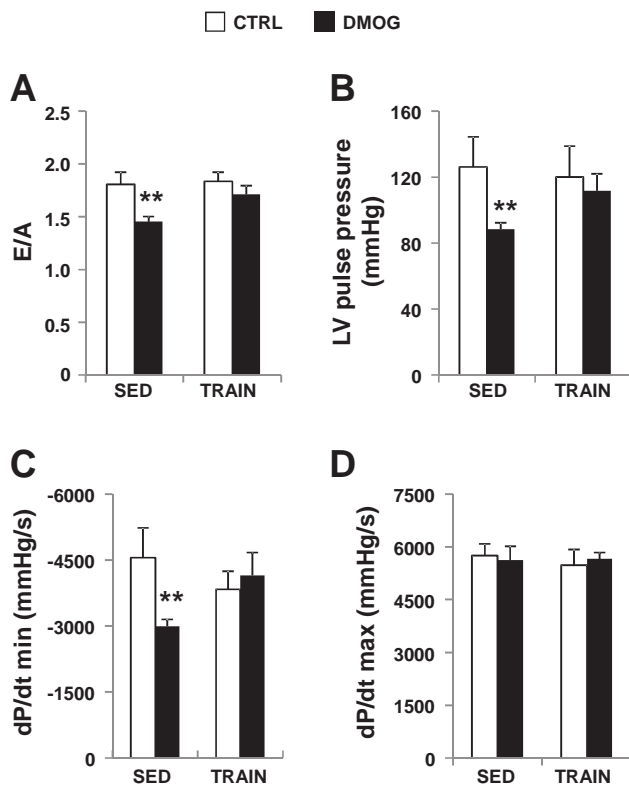 CTRL DMOG
A
B
2.5
2.0
1.5
1.0
0.5
0
E/A
**
SED TRAIN
160
120
80
40
0
LV pulse pressure
(mmHg)
**
SED TRAIN
C
D
-6000
-4500
-3000
-1500
0
dP/dt min (mmHg/s)
**
SED TRAIN
7500
6000
4500
3000
1500
0
dP/dt max (mmHg/s)
SED TRAIN